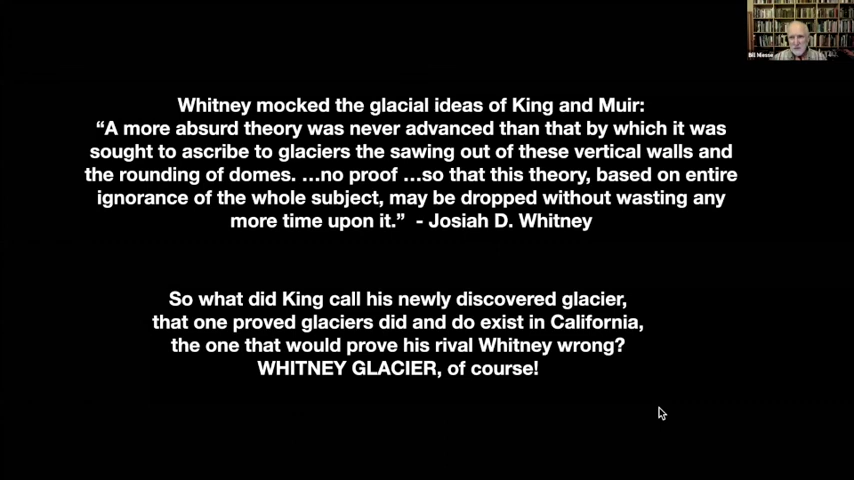 Whitney mocked the glacial ideas of King and Muir:
“A more absurd theory was never advanced than that by which it was
sought to ascribe to glaciers the sawing out of these vertical walls and
the rounding of domes. …no proof …so that this theory, based on entire
ignorance of the whole subject, may be dropped without wasting any
more time upon it.”  - Josiah D. Whitney
So what did King call his newly discovered glacier,
that one proved glaciers did and do exist in California,
the one that would prove his rival Whitney wrong?
WHITNEY GLACIER, of course!